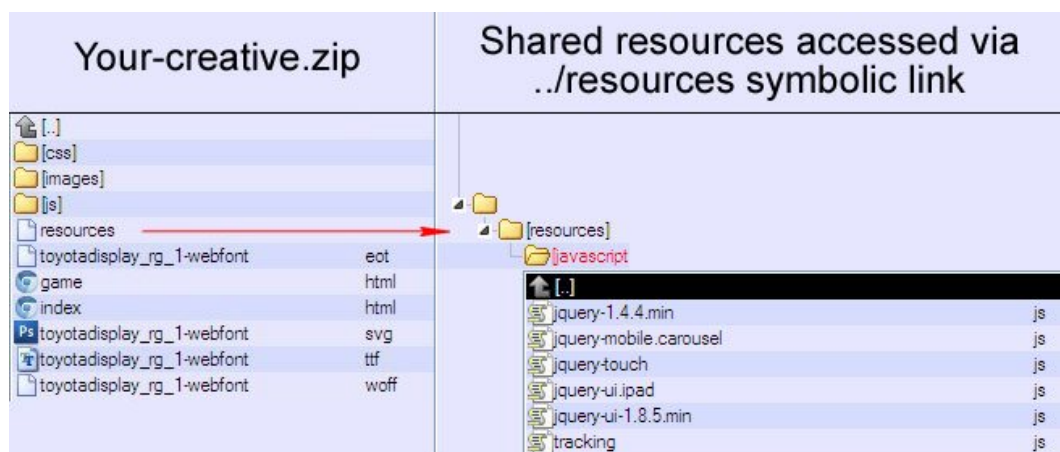 Your-creative.zip
[..]
[css]
[images]
[js]
resources
toyotadisplay_rg_1-webfont eot
game html
index html
Ps toyotadisplay_rg_1-webfont svg
toyotadisplay_rg_1-webfont ttf
toyotadisplay_rg_1-webfont woff
Shared resources accessed via
../resources symbolic link
[resources]
[javascript
[..]
jquery-1.4.4.min js
jquery-mobile.carousel js
jquery-touch js
jquery-ui.ipad js
jquery-ui-1.8.5.min js
tracking js